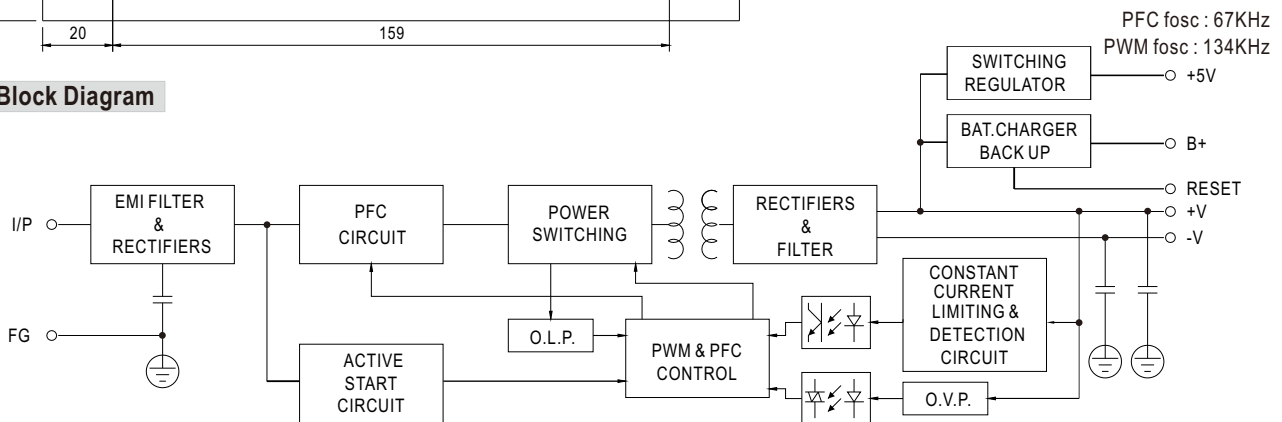 PFC fosc : 67KHz
20
159
PWM fosc : 134KHz
SWITCHING
REGULATOR
+5V
Block Diagram
BAT.CHARGER
BACK UP
B+
RESET
EMI FILTER
&
RECTIFIERS
PFC
CIRCUIT
POWER
SWITCHING
RECTIFIERS
&
FILTER
+V
I/P
-V
CONSTANT
CURRENT
LIMITING &
DETECTION
CIRCUIT
FG
O.L.P.
PWM & PFC
CONTROL
ACTIVE
START
CIRCUIT
O.V.P.